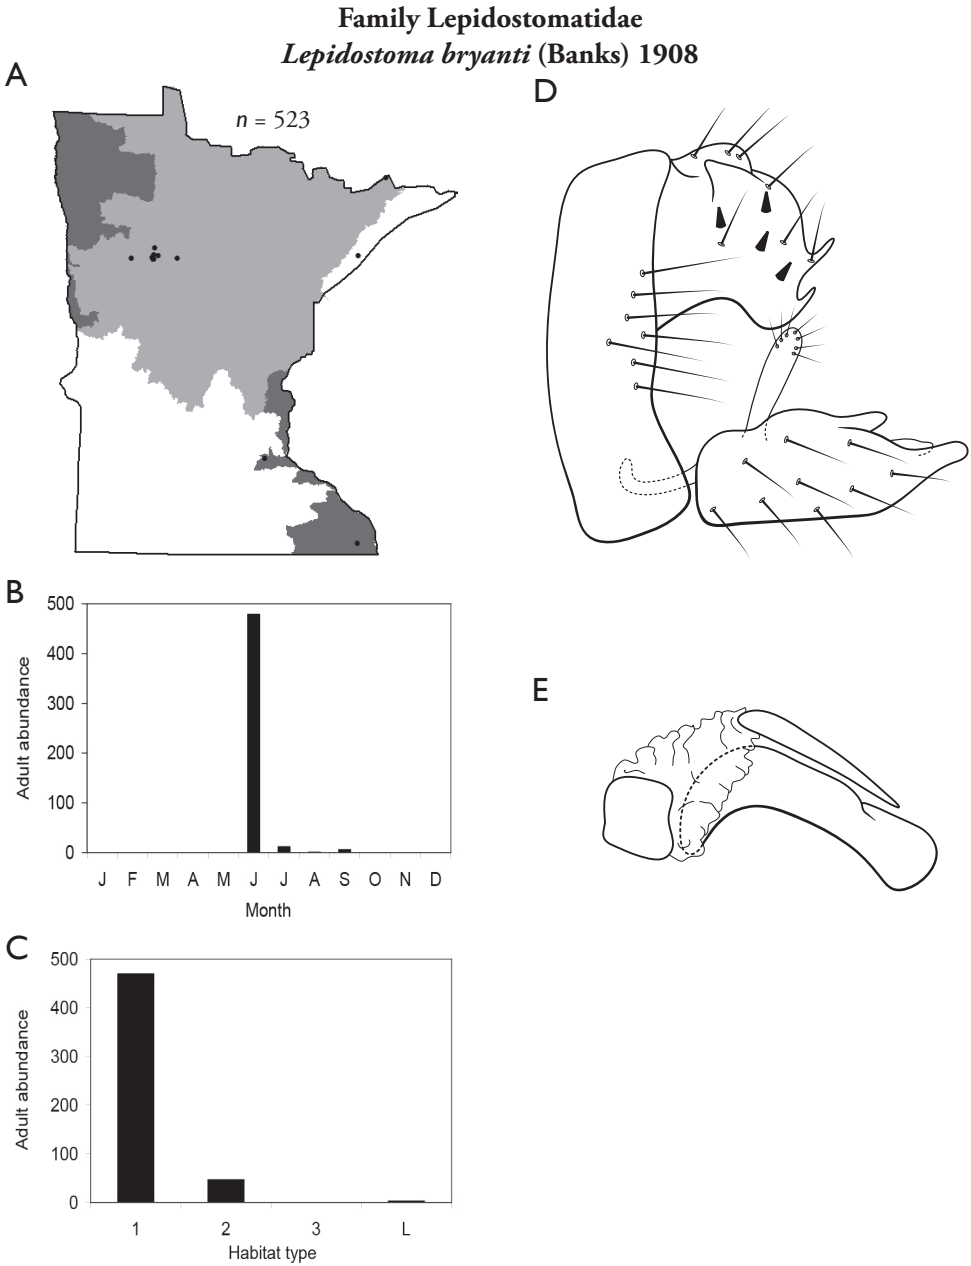 Family Lepidostomatidae
Lepidostoma bryanti (Banks) 1908
A
n = 523
D
B
500
400
300
200
100
0
Adult abundance
J F M A M J J A S O N D
Month
E
C
500
400
300
200
100
0
Adult abundance
1 2 3 L
Habitat type